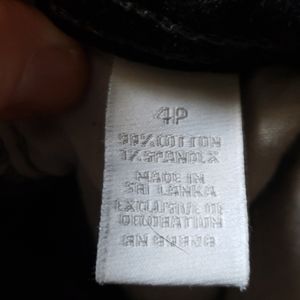 4P
99% COTTON
1% SPANDEX
MADE IN
SRI LANKA
EXCLUSIVE OF
DECORATION